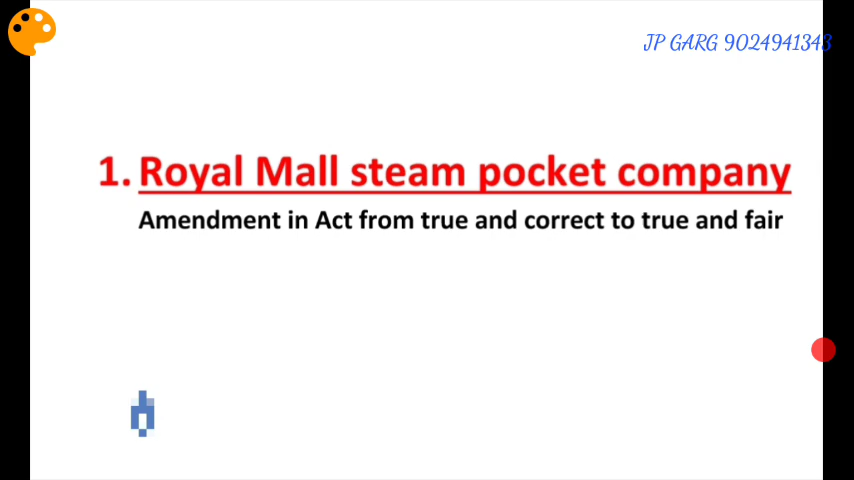 JP GARG 9024941343
1. Royal Mall steam pocket company
Amendment in Act from true and correct to true and fair